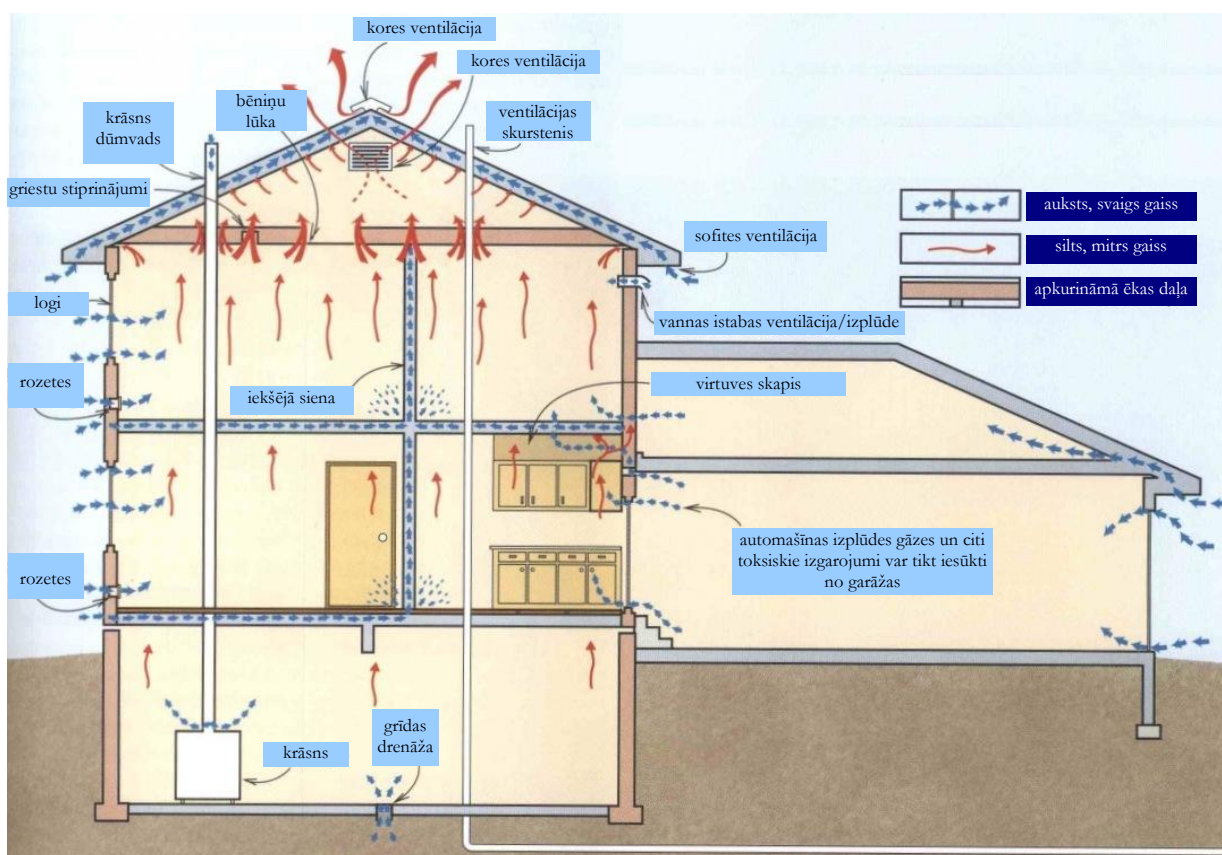 kores ventilācija
kores ventilācija
bēniņu
lūka
krāsns
dūmvads
ventilācijas
skurstenis
griestu stiprinājumi
auksts, svaigs gaiss
sofites ventilācija
silts, mitrs gaiss
apkurināmā ēkas daļa
logi
vannas istabas ventilācija/izplūde
rozetes
iekšējā siena
virtuves skapis
automašīnas izplūdes gāzes un citi
toksiskie izgarojumi var tikt iesūkti
no garāžas
rozetes
grīdas
drenāža
krāsns